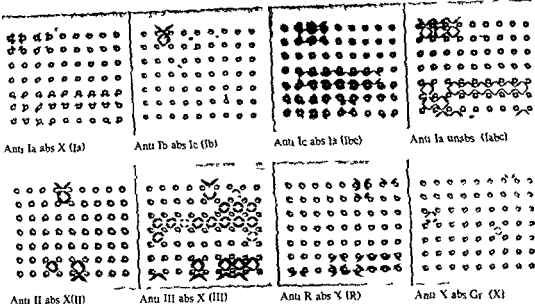 Anti Ia abs X (Ia)
Anti Ib abs Ic (Ib)
Anti Ic abs Ia (Ibc)
Anti Ia unabs (Iabc)
Anti II abs X(II)
Anti III abs X (III)
Anti R abs Y (R)
Anti Y abs Gr (X)